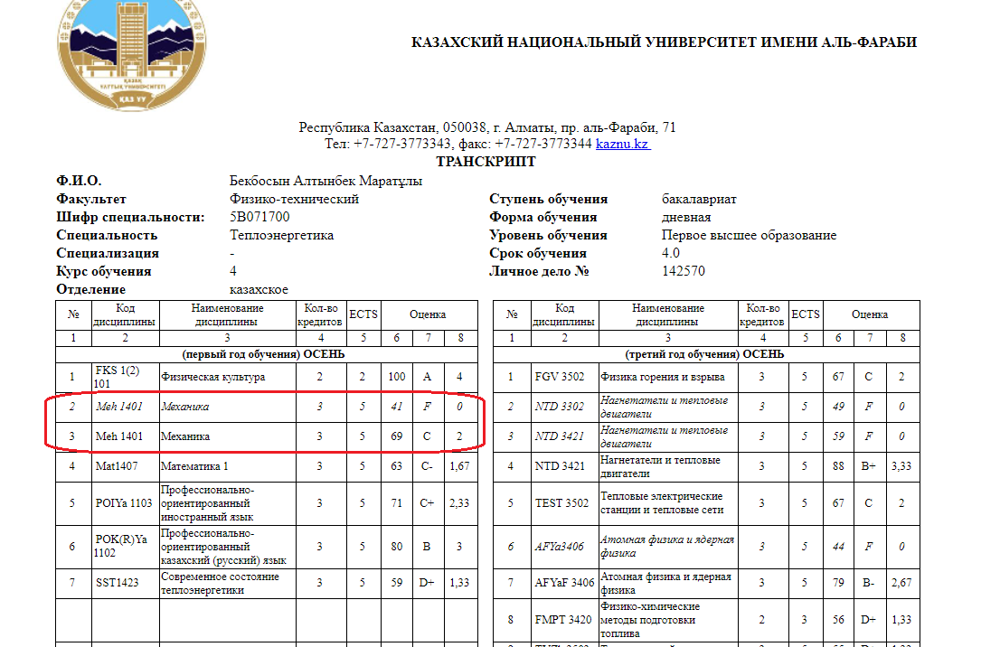 ҚАЗАҚ
ҰЛТТЫҚ УНИВЕРСИТЕТІ
ҚАЗ ҰУ
КАЗАХСКИЙ НАЦИОНАЛЬНЫЙ УНИВЕРСИТЕТ ИМЕНИ АЛЬ-ФАРАБИ
Республика Казахстан, 050038, г. Алматы, пр. аль-Фараби, 71
Тел: +7-727-3773343, факс: +7-727-3773344 kaznu.kz
ТРАНСКРИПТ
Ф.И.О. Бекбосын Алтынбек Маратұлы
Факультет Физико-технический
Шифр специальности: 5В071700
Специальность Теплоэнергетика
Специализация -
Курс обучения 4
Отделение казахское
Ступень обучения бакалавриат
Форма обучения дневная
Уровень обучения Первое высшее образование
Срок обучения 4.0
Личное дело № 142570
№ Код дисциплины Наименование дисциплины Кол-во кредитов ECTS Оценка
1 2 3 4 5 6 7 8
(первый год обучения) ОСЕНЬ
1 FKS 1(2) 101 Физическая культура 2 2 100 A 4
2 Meh 1401 Механика 3 5 41 F 0
3 Meh 1401 Механика 3 5 69 C 2
4 Mat1407 Математика 1 3 5 63 C- 1,67
5 POIYa 1103 Профессионально-ориентированный иностранный язык 3 5 71 C+ 2,33
6 POK(R)Ya 1102 Профессионально-ориентированный казахский (русский) язык 3 5 80 B 3
7 SST1423 Современное состояние теплоэнергетики 3 5 59 D+ 1,33
№ Код дисциплины Наименование дисциплины Кол-во кредитов ECTS Оценка
1 2 3 4 5 6 7 8
(третий год обучения) ОСЕНЬ
1 FGV 3502 Физика горения и взрыва 3 5 67 C 2
2 NTD 3302 Нагнетатели и тепловые двигатели 3 5 49 F 0
3 NTD 3421 Нагнетатели и тепловые двигатели 3 5 59 F 0
4 NTD 3421 Нагнетатели и тепловые двигатели 3 5 88 B+ 3,33
5 TEST 3502 Тепловые электрические станции и тепловые сети 3 5 67 C 2
6 AFYa3406 Атомная физика и ядерная физика 3 5 44 F 0
7 AFYaF 3406 Атомная физика и ядерная физика 3 5 79 B- 2,67
8 FMPT 3420 Физико-химические методы подготовки топлива 2 3 56 D+ 1,33